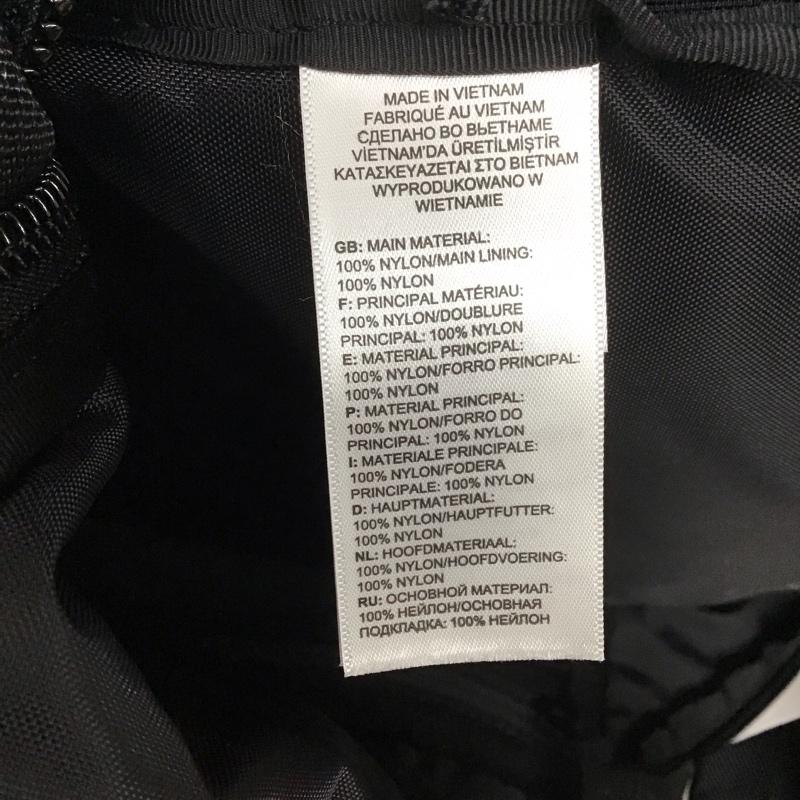 MADE IN VIETNAM
FABRIQUÉ AU VIETNAM
СДЕЛАНО ВО ВЬЕТНАМЕ
VİETNAM'DA ÜRETİLMİŞTİR
ΚΑΤΑΣΚΕΥΑΖΕΤΑΙ ΣΤΟ ΒΙΕΤΝΑΜ
WYPRODUKOWANO W
WIETNAMIE
GB: MAIN MATERIAL:
100% NYLON/MAIN LINING:
100% NYLON
F: PRINCIPAL MATÉRIAU:
100% NYLON/DOUBLURE
PRINCIPAL: 100% NYLON
E: MATERIAL PRINCIPAL:
100% NYLON/FORRO PRINCIPAL:
100% NYLON
P: MATERIAL PRINCIPAL:
100% NYLON/FORRO DO
PRINCIPAL: 100% NYLON
I: MATERIALE PRINCIPALE:
100% NYLON/FODERA
PRINCIPALE: 100% NYLON
D: HAUPTMATERIAL:
100% NYLON/HAUPTFUTTER:
100% NYLON
NL: HOOFDMATERIAAL:
100% NYLON/HOOFDVOERING:
100% NYLON
RU: ОСНОВНОЙ МАТЕРИАЛ:
100% НЕЙЛОН/ОСНОВНАЯ
ПОДКЛАДКА: 100% НЕЙЛОН